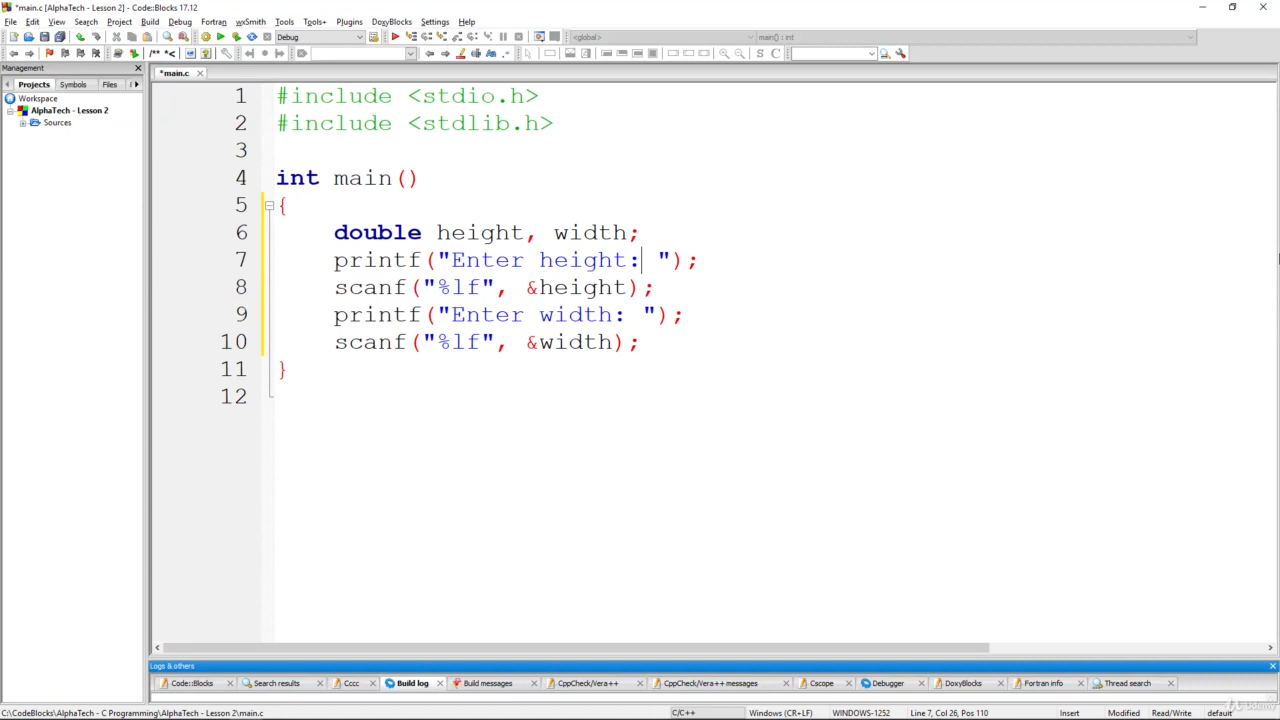 *main.c [AlphaTech - Lesson 2] - Code::Blocks 17.12
File Edit View Search Project Build Debug Fortran wxSmith Tools Tools+ Plugins DoxyBlocks Settings Help
Debug <global> main() : int
/** *< S C
Management
*main.c
Projects Symbols Files
Workspace
AlphaTech - Lesson 2
Sources
1 #include <stdio.h>
2 #include <stdlib.h>
3
4 int main()
5 {
6 double height, width;
7 printf("Enter height: ");
8 scanf("%lf", &height);
9 printf("Enter width: ");
10 scanf("%lf", &width);
11 }
12
Logs & others
Code::Blocks Search results Cccc Build log Build messages CppCheck/Vera++ CppCheck/Vera++ messages Cscope Debugger DoxyBlocks Fortran info Thread search
C:\CodeBlocks\AlphaTech - C Programming\AlphaTech - Lesson 2\main.c C/C++ Windows (CR+LF) WINDOWS-1252 Line 7, Col 26, Pos 110 Insert Modified Read/Write default
Udemy